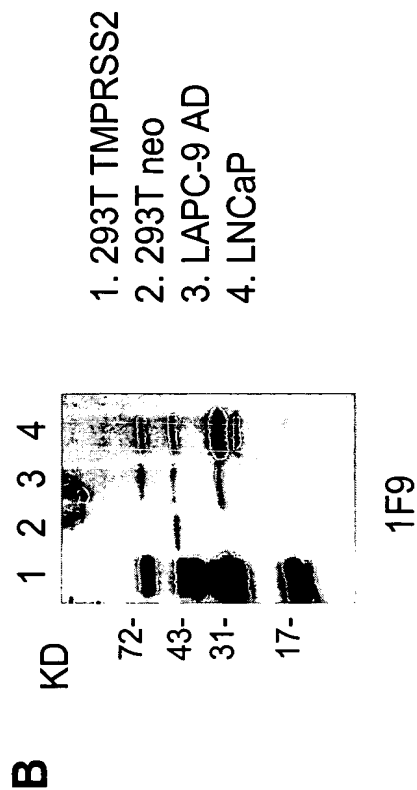 B
KD
1 2 3 4
72-
43-
31-
17-
1F9
1. 293T TMPRSS2
2. 293T neo
3. LAPC-9 AD
4. LNCaP